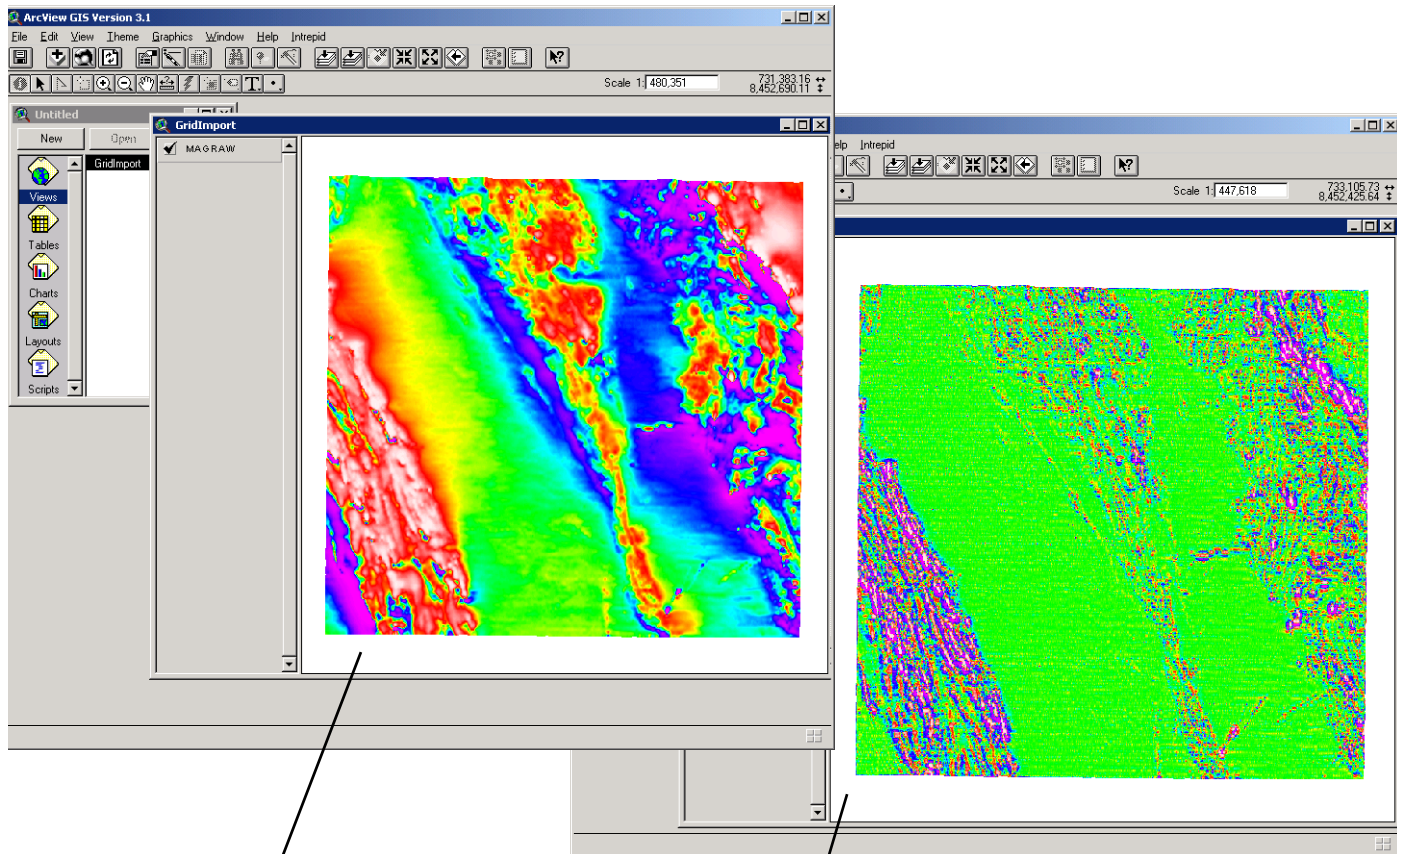 ArcView GIS Version 3.1
File Edit View Theme Graphics Window Help Intrepid
Scale 1: 480,351
731,383.16
8,452,690.11
Untitled
New Open
GridImport
Views
Tables
Charts
Layouts
Scripts
GridImport
MAGRAW
elp Intrepid
Scale 1: 447,618
733,105.73
8,452,425.64